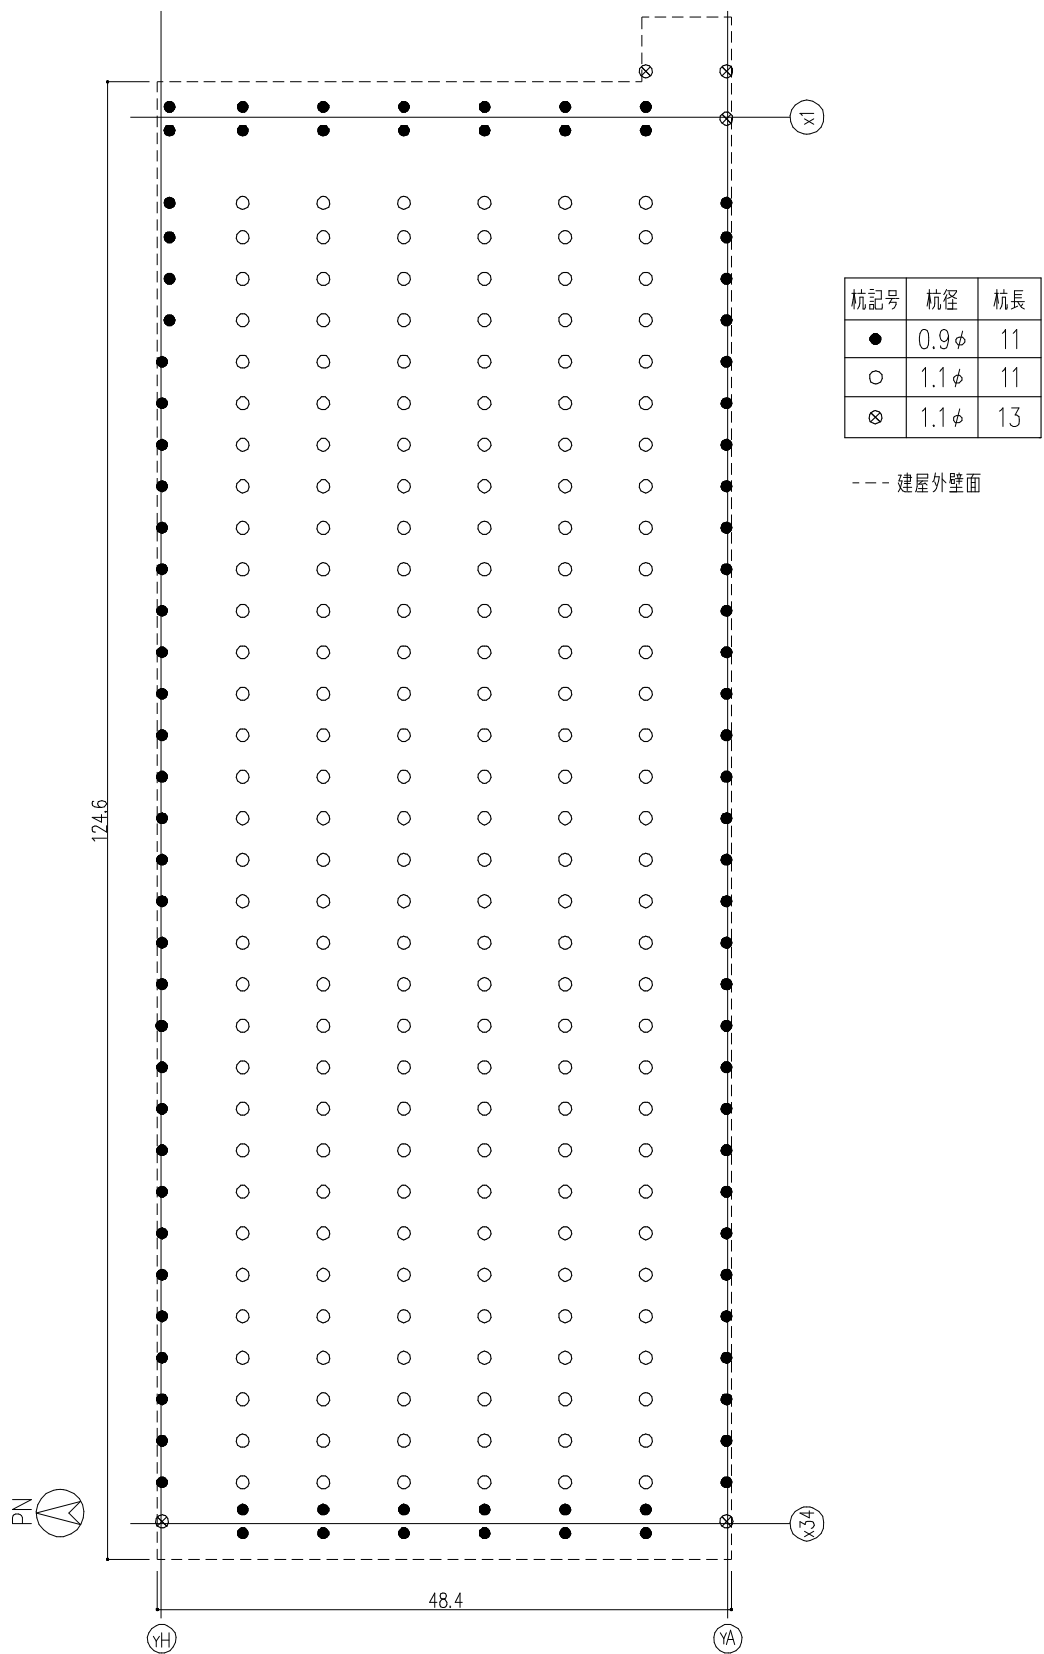 x1
杭記号 杭径 杭長
● 0.9φ 11
○ 1.1φ 11
⊗ 1.1φ 13
--- 建屋外壁面
124.6
PN
x34
48.4
YH YA